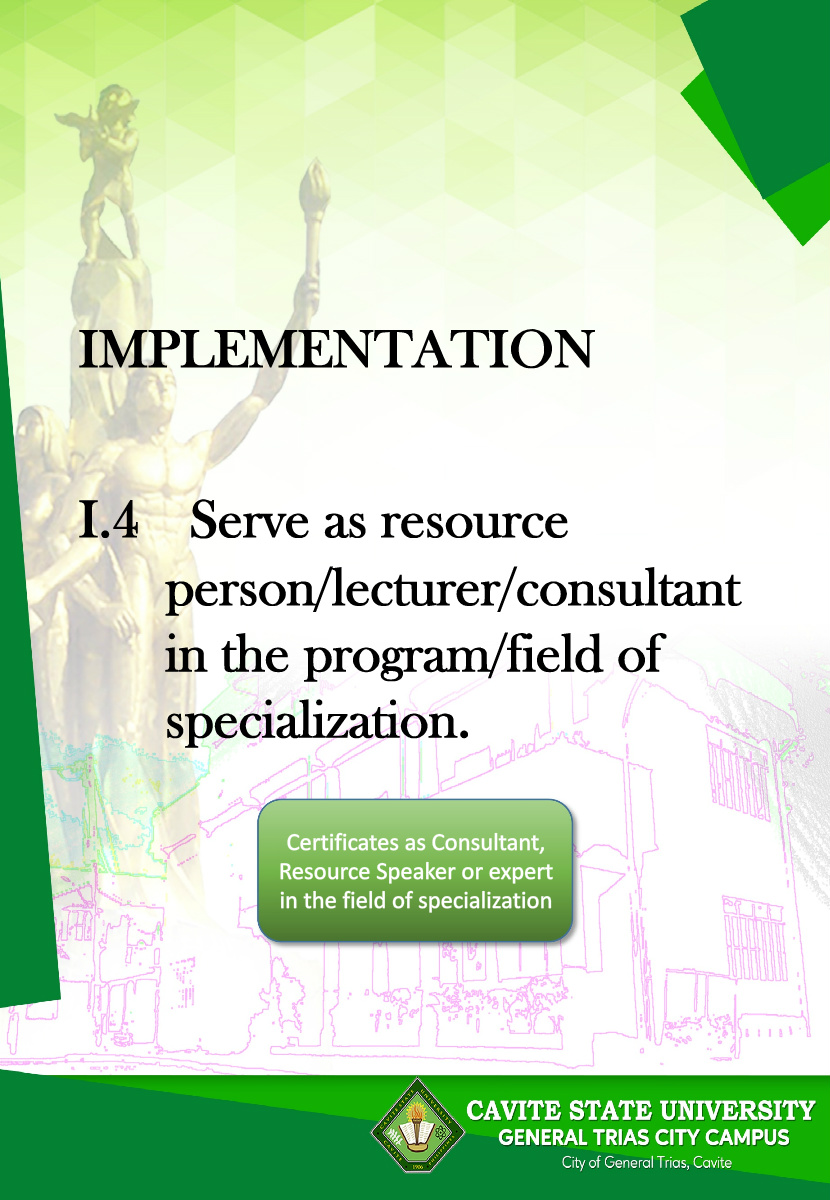 IMPLEMENTATION
I.4 Serve as resource
person/lecturer/consultant
in the program/field of
specialization.
Certificates as Consultant,
Resource Speaker or expert
in the field of specialization
CAVITE STATE UNIVERSITY
GENERAL TRIAS CITY CAMPUS
City of General Trias, Cavite
1906